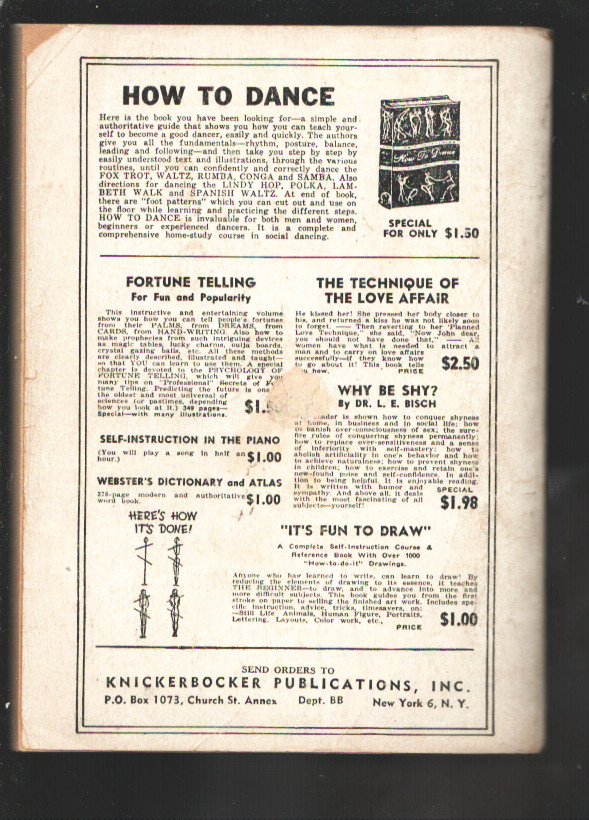 HOW TO DANCE
Here is the book you have been looking for—a simple and
authoritative guide that shows you how you can teach your-
self to become a good dancer, easily and quickly. The authors
give you all the fundamentals—rhythm, posture, balance,
leading and following—and then take you step by step by
easily understood text and illustrations, through the various
routines, until you can confidently and correctly dance the
FOX TROT, WALTZ, RUMBA, CONGA and SAMBA. Also
directions for dancing the LINDY HOP, POLKA, LAM-
BETH WALK and SPANISH WALTZ. At end of book,
there are "foot patterns" which you can cut out and use on
the floor while learning and practicing the different steps.
HOW TO DANCE is invaluable for both men and women,
beginners or experienced dancers. It is a complete and
comprehensive home-study course in social dancing.
How To Dance
SPECIAL
FOR ONLY $1.50
FORTUNE TELLING
For Fun and Popularity
This instructive and entertaining volume
shows you how you can tell people's fortunes
from their PALMS, from DREAMS, from
CARDS, from HAND-WRITING. Also how to
make prophecies from such intriguing devices
as magic tables, lucky charms, ouija boards,
crystal gazing balls, etc. All these methods
are clearly described, illustrated and taught—
so that YOU can learn to use them. A special
chapter is devoted to the PSYCHOLOGY OF
FORTUNE TELLING, which will give you
many tips on "Professional" Secrets of
tune Telling. Predicting the future is one
the oldest and most universal of
sciences (or pastimes, depending
how you look at it.) 349 pages—
Special—with many illustrations.
SELF-INSTRUCTION IN THE PIANO
(You will play a song in half an
hour.)
$1.00
WEBSTER'S DICTIONARY and ATLAS
378-page modern and authoritative
word book.
$1.00
HERE'S HOW
IT'S DONE!
THE TECHNIQUE OF
THE LOVE AFFAIR
He kissed her! She pressed her body closer to
his, and returned a kiss he was not likely soon
to forget. — Then reverting to her 'Planned
Love Technique,' she said, "Now John dear,
you should not have done that," — All
women have what is needed to attract a
man and to carry on love affairs
successfully—if they know how
to go about it! This book tells
how.
PRICE
$2.50
WHY BE SHY?
By DR. L. E. BISCH
reader is shown how to conquer shyness
at home, in business and in social life; how
to banish over-consciousness of sex; the sure-
fire rules of conquering shyness permanently;
how to replace over-sensitiveness and a sense
of inferiority with self-mastery; how to
abolish artificiality in one's behavior and how
to achieve naturalness; how to prevent shyness
in children; how to exercise and retain one's
new-found poise and self-confidence. In addi-
tion to being helpful. It is enjoyable reading.
It is written with humor and
sympathy. And above all, it deals
with the most fascinating of all
subjects—yourself!
SPECIAL
$1.98
"IT'S FUN TO DRAW"
A Complete Self-Instruction Course &
Reference Book With Over 1000
"How-to-do-it" Drawings.
Anyone who has learned to write, can learn to draw! By
reducing the elements of drawing to its essence, it teaches
THE BEGINNER—to draw, and to advance into more and
more difficult subjects. This book guides you from the first
stroke on paper to selling the finished art work. Includes spe-
cific instruction, advice, tricks, timesavers, on:
—Still Life Animals, Human Figure, Portraits,
Lettering, Layouts, Color work, etc.,
PRICE
$1.00
SEND ORDERS TO
KNICKERBOCKER PUBLICATIONS, INC.
P.O. Box 1073, Church St. Annex Dept. BB New York 6, N. Y.